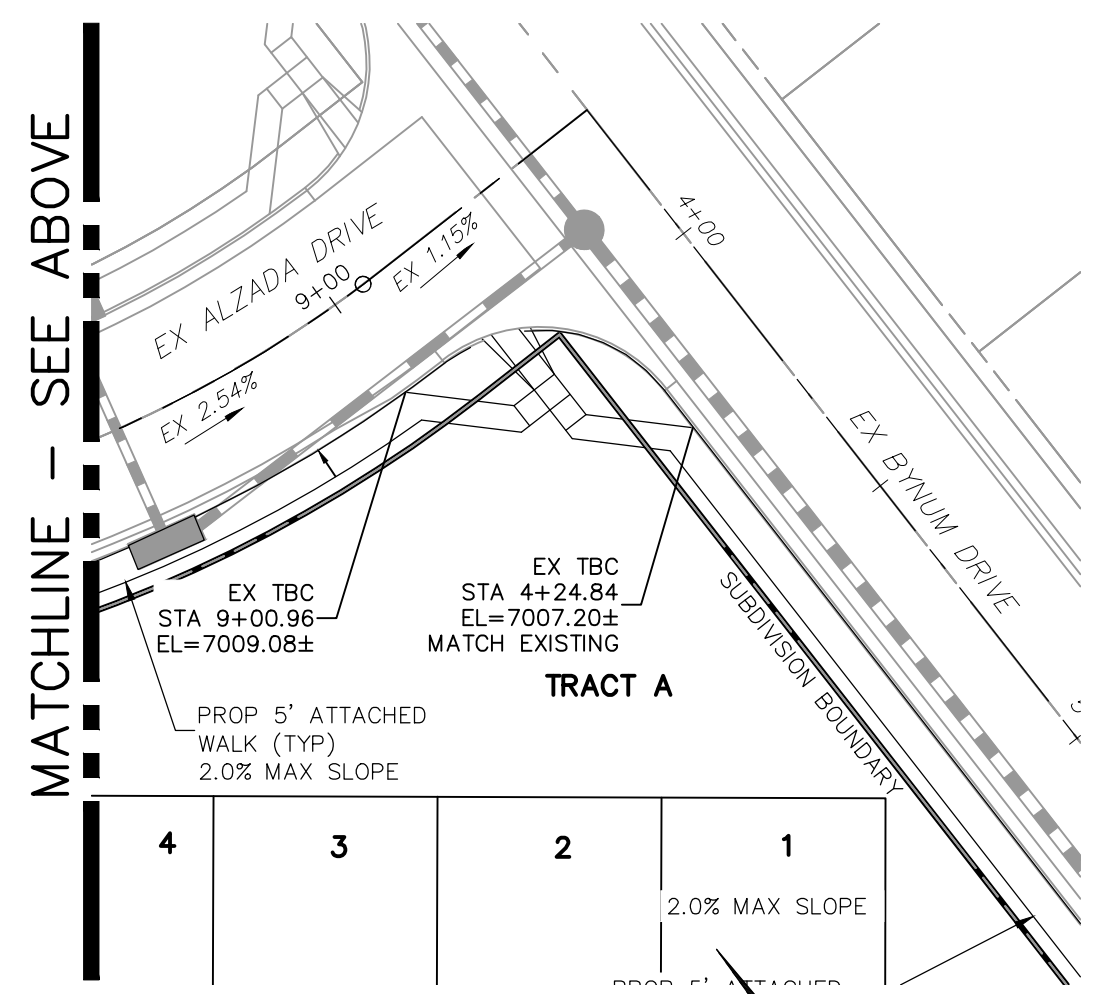 MATCHLINE – SEE ABOVE
EX ALZADA DRIVE
9+00
EX 1.15%
EX 2.54%
4+00
EX BYNUM DRIVE
EX TBC
STA 9+00.96
EL=7009.08±
EX TBC
STA 4+24.84
EL=7007.20±
MATCH EXISTING
SUBDIVISION BOUNDARY
TRACT A
PROP 5' ATTACHED
WALK (TYP)
2.0% MAX SLOPE
4
3
2
1
2.0% MAX SLOPE
PROP 5' ATTACHED